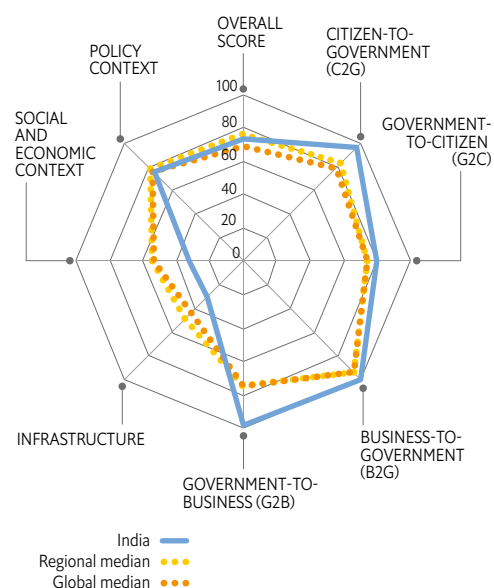 OVERALL
SCORE
CITIZEN-TO-
GOVERNMENT
(C2G)
POLICY
CONTEXT
SOCIAL
AND
ECONOMIC
CONTEXT
GOVERNMENT-
TO-CITIZEN
(G2C)
100
80
60
40
20
0
INFRASTRUCTURE
BUSINESS-TO-
GOVERNMENT
(B2G)
GOVERNMENT-TO-
BUSINESS (G2B)
India
Regional median
Global median